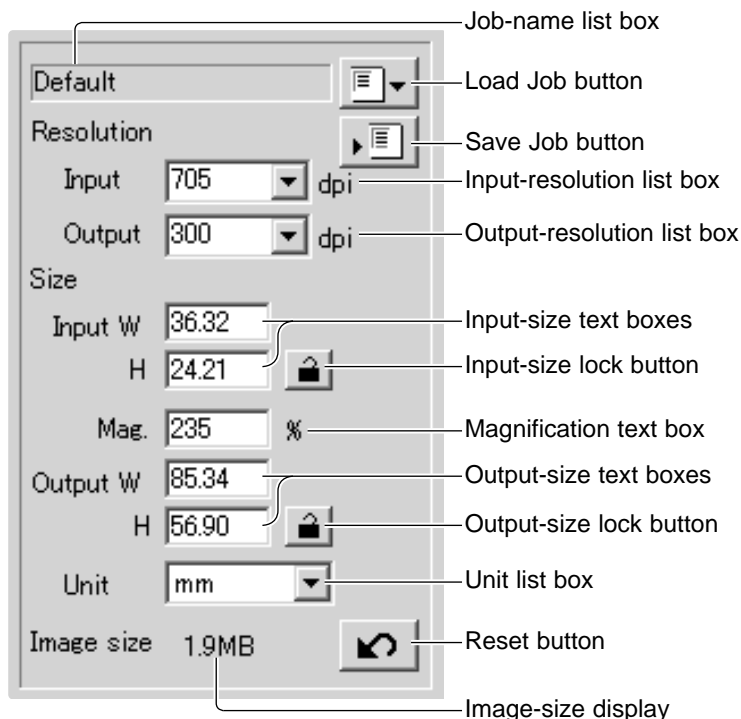 Job-name list box
Default
Load Job button
Resolution
Save Job button
Input 705 dpi
Input-resolution list box
Output 300 dpi
Output-resolution list box
Size
Input W 36.32
Input-size text boxes
H 24.21
Input-size lock button
Mag. 235 %
Magnification text box
Output W 85.34
Output-size text boxes
H 56.90
Output-size lock button
Unit mm
Unit list box
Image size 1.9MB
Reset button
Image-size display